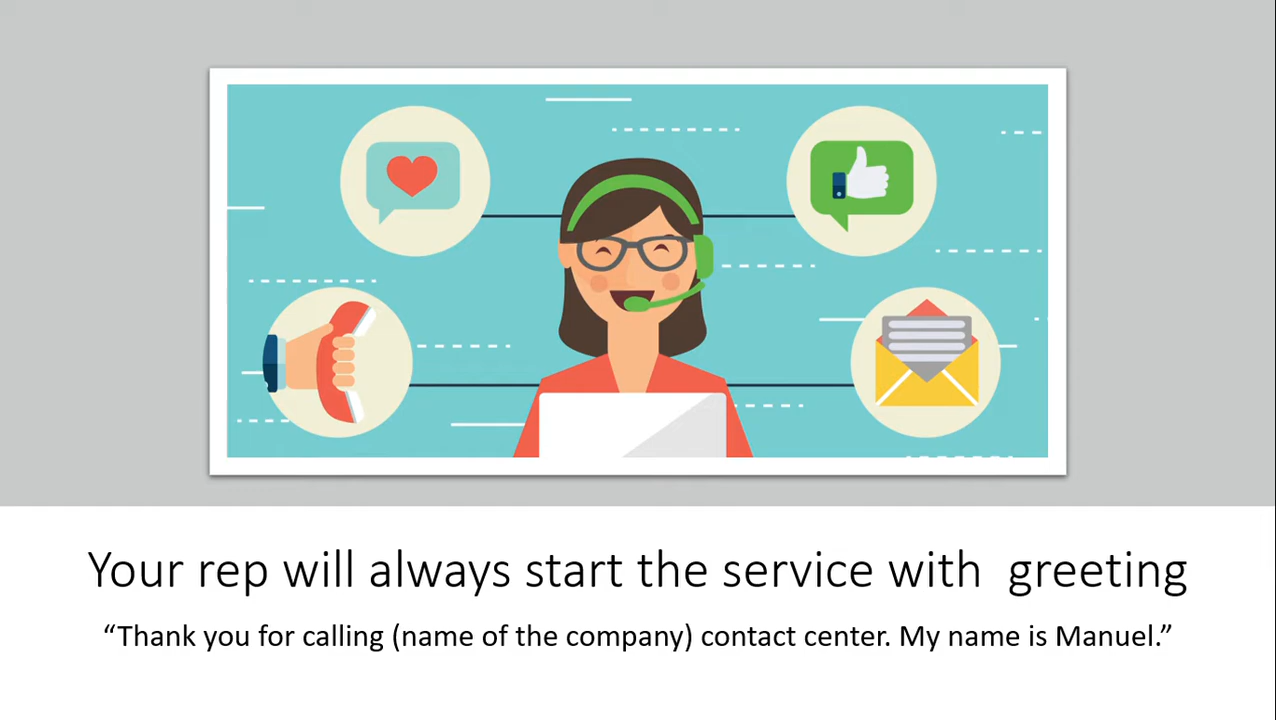 Your rep will always start the service with  greeting
“Thank you for calling (name of the company) contact center. My name is Manuel.”